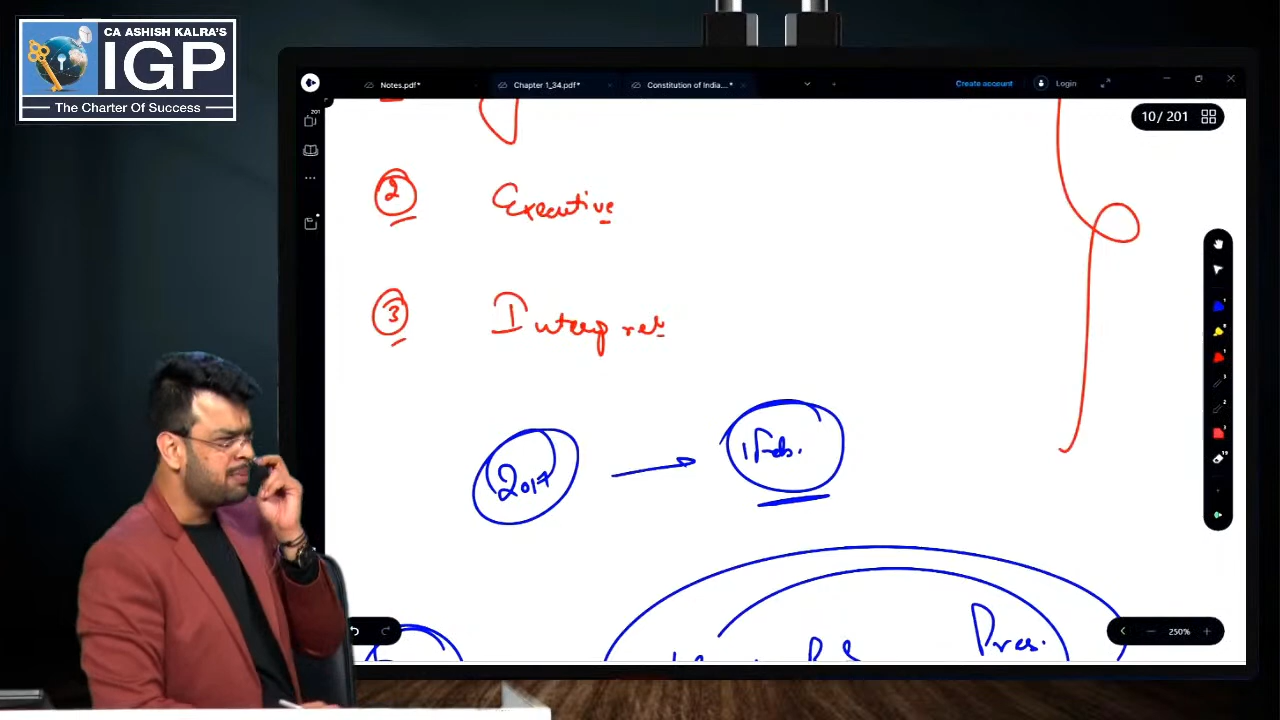 CA ASHISH KALRA'S
IGP
The Charter Of Success
Notes.pdf*
Chapter 1_34.pdf*
Constitution of India....*
Create account
Login
201
10/ 201
2 Executive
3 Interpret
2017 → 1 Feb.
Pres.
250%